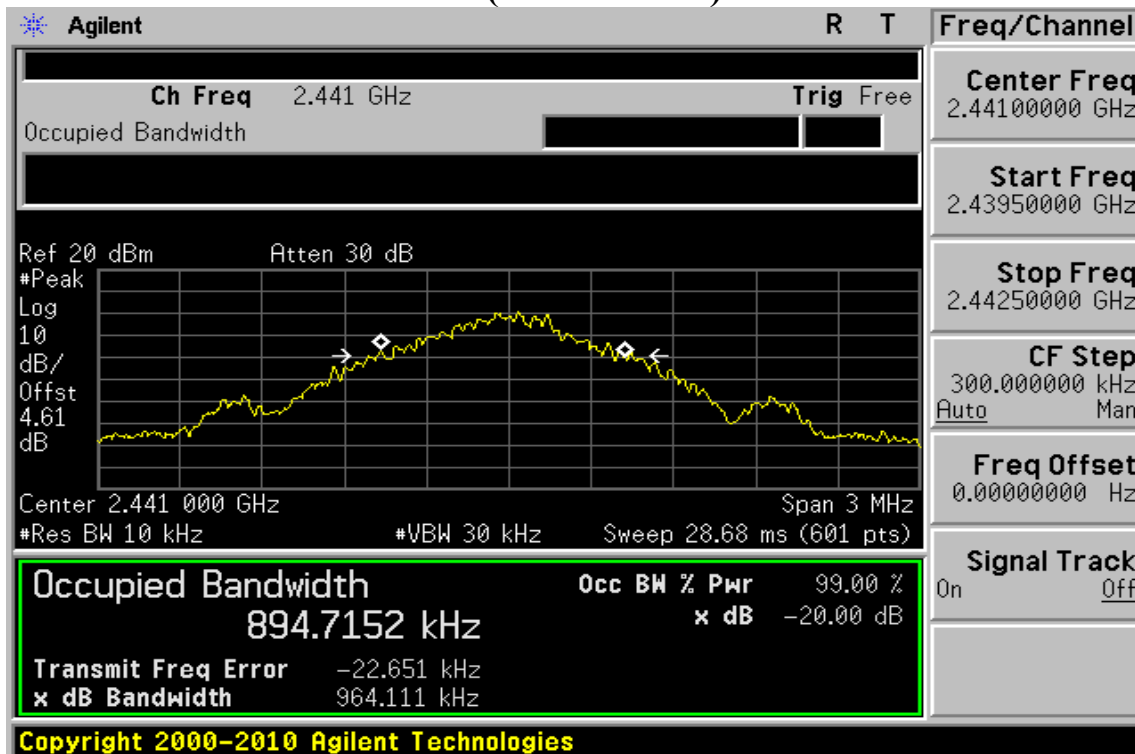 Agilent R T
Freq/Channel
Ch Freq 2.441 GHz Trig Free
Occupied Bandwidth
Center Freq
2.44100000 GHz
Start Freq
2.43950000 GHz
Stop Freq
2.44250000 GHz
CF Step
300.000000 kHz
Auto Man
Freq Offset
0.00000000 Hz
Signal Track
On Off
Ref 20 dBm Atten 30 dB
#Peak
Log
10
dB/
Offst
4.61
dB
Center 2.441 000 GHz Span 3 MHz
#Res BW 10 kHz #VBW 30 kHz Sweep 28.68 ms (601 pts)
Occupied Bandwidth
894.7152 kHz
Occ BW % Pwr 99.00 %
x dB -20.00 dB
Transmit Freq Error -22.651 kHz
x dB Bandwidth 964.111 kHz
Copyright 2000-2010 Agilent Technologies